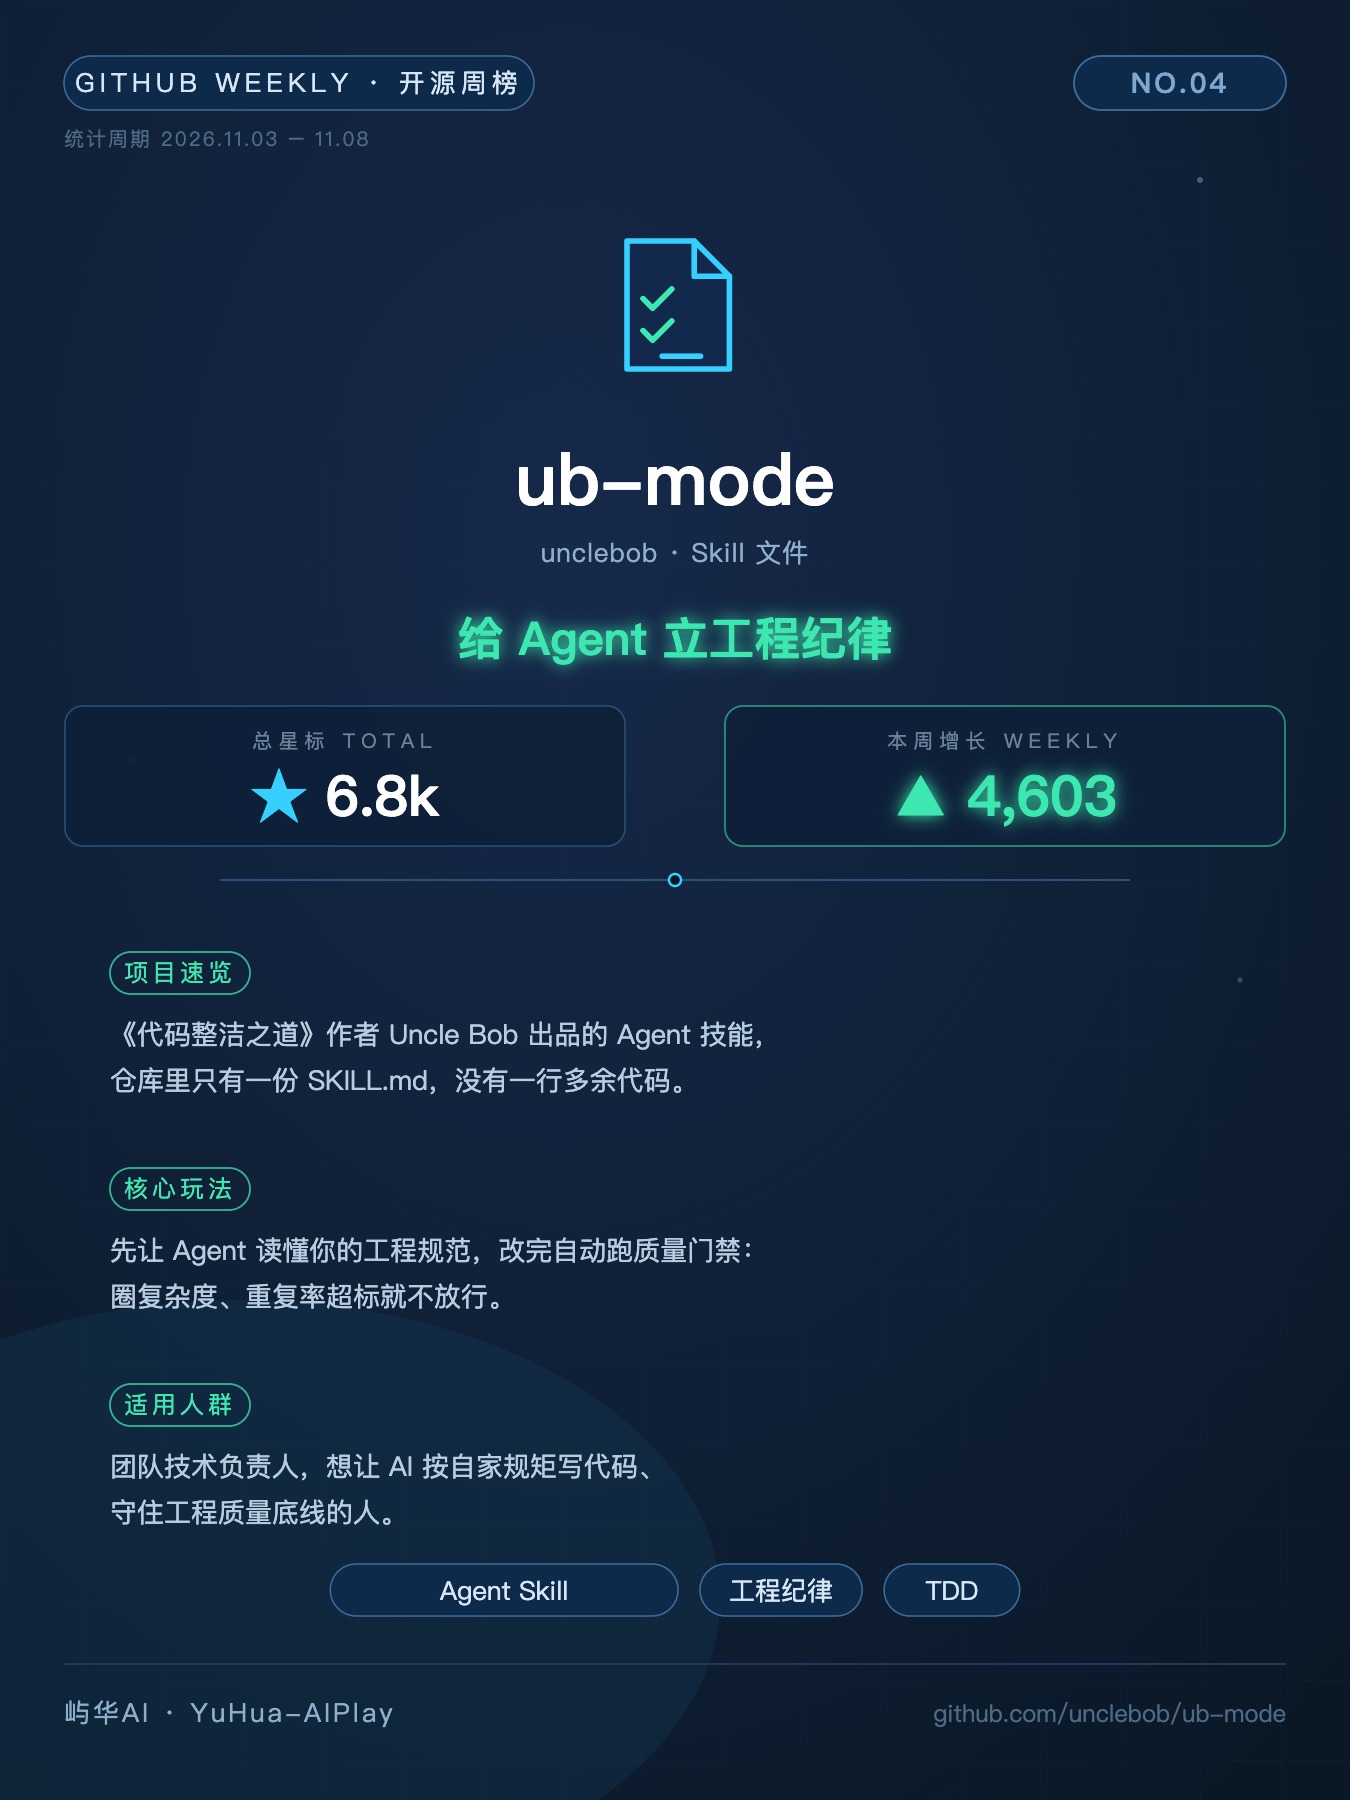 GITHUB WEEKLY · 开源周榜
NO.04
统计周期 2026.11.03 — 11.08
ub-mode
unclebob · Skill 文件
给 Agent 立工程纪律
总星标 TOTAL
★ 6.8k
本周增长 WEEKLY
▲ 4,603
项目速览
《代码整洁之道》作者 Uncle Bob 出品的 Agent 技能，
仓库里只有一份 SKILL.md，没有一行多余代码。
核心玩法
先让 Agent 读懂你的工程规范，改完自动跑质量门禁：
圈复杂度、重复率超标就不放行。
适用人群
团队技术负责人，想让 AI 按自家规矩写代码、
守住工程质量底线的人。
Agent Skill
工程纪律
TDD
屿华AI · YuHua-AIPlay
github.com/unclebob/ub-mode